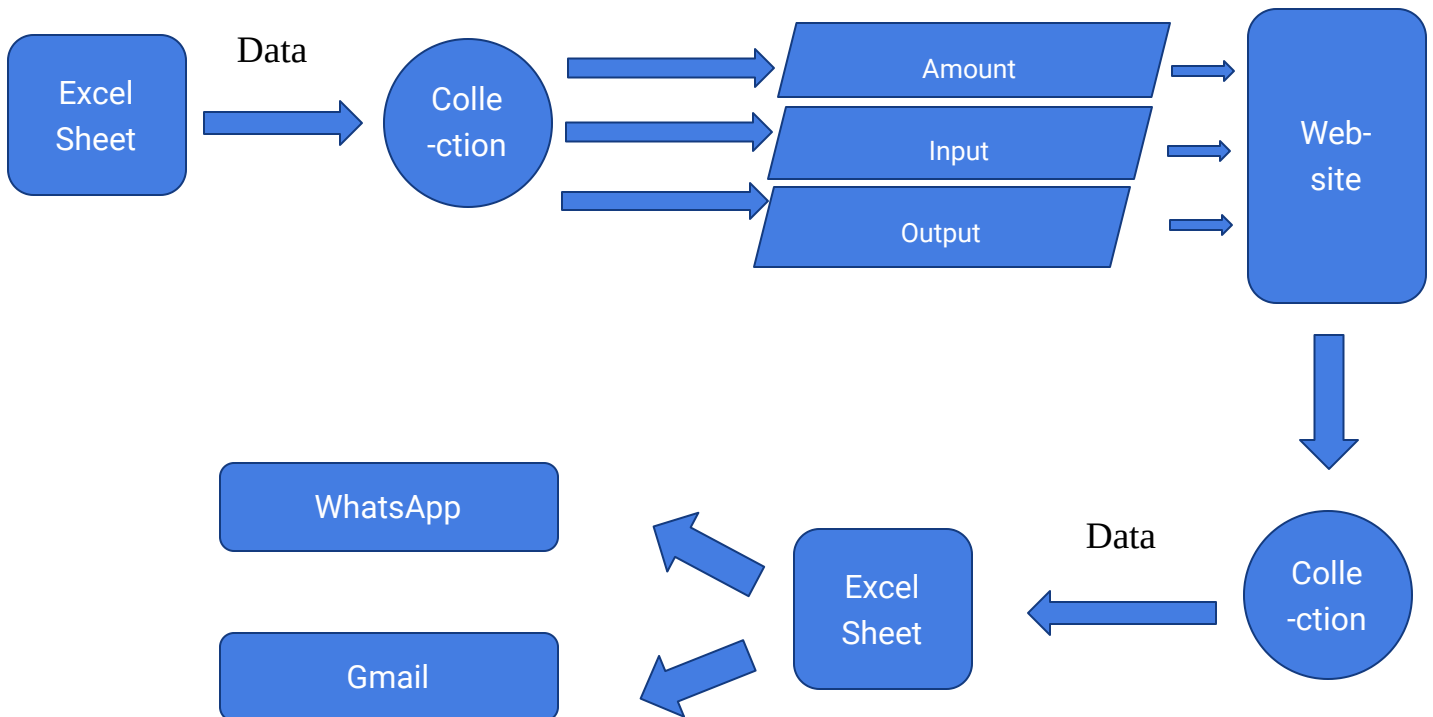 Data
Excel
Sheet
Colle
-ction
Amount
Input
Output
Web-
site
WhatsApp
Gmail
Excel
Sheet
Data
Colle
-ction